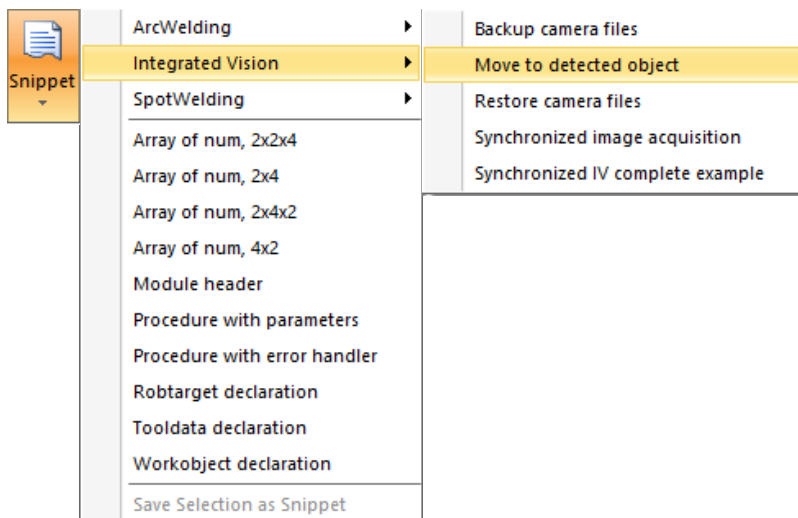 Snippet
ArcWelding
Integrated Vision
SpotWelding
Array of num, 2x2x4
Array of num, 2x4
Array of num, 2x4x2
Array of num, 4x2
Module header
Procedure with parameters
Procedure with error handler
Robtarget declaration
Tooldata declaration
Workobject declaration
Save Selection as Snippet
Backup camera files
Move to detected object
Restore camera files
Synchronized image acquisition
Synchronized IV complete example